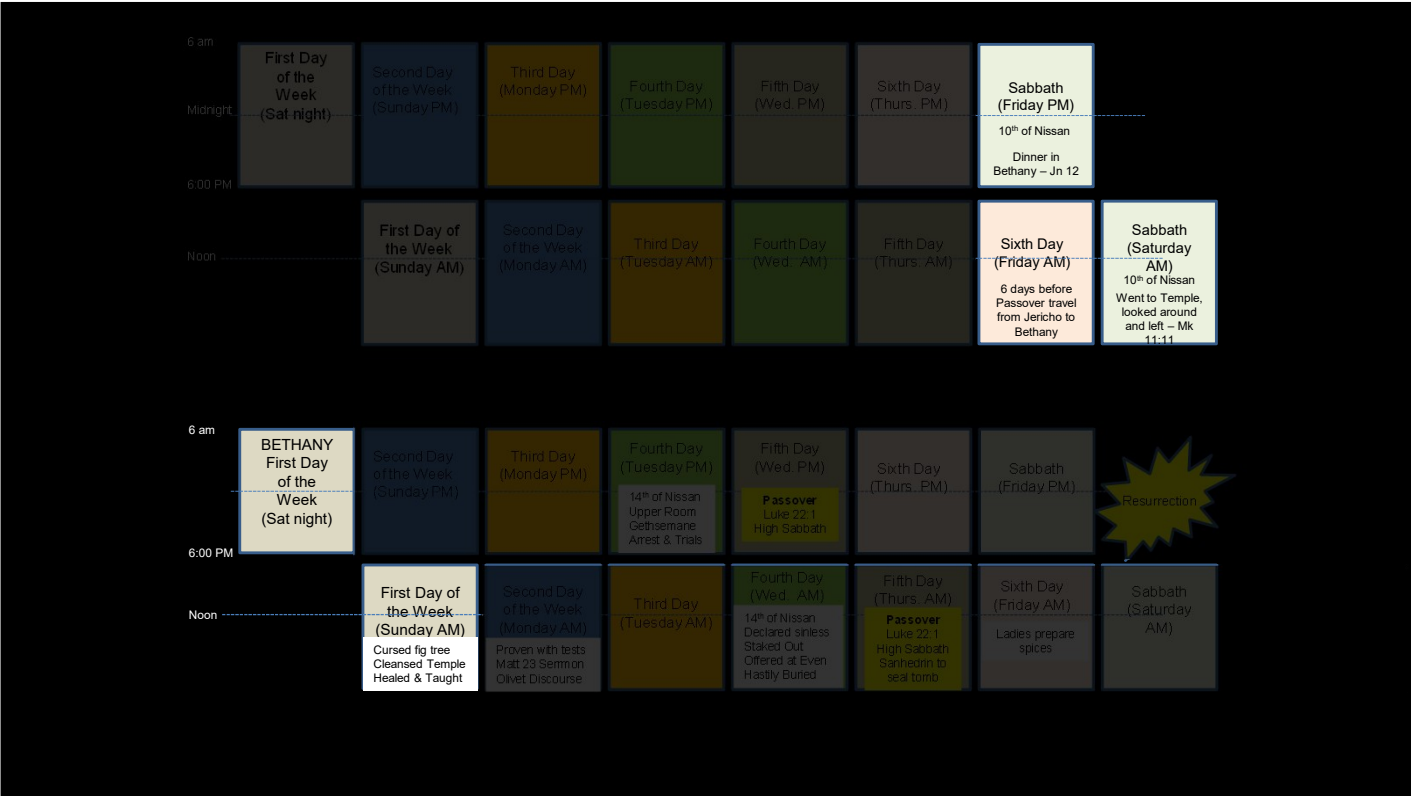 6 am
First Day
of the
Week
(Sat night)
Second Day
of the Week
(Sunday PM)
Third Day
(Monday PM)
Fourth Day
(Tuesday PM)
Fifth Day
(Wed. PM)
Sixth Day
(Thurs. PM)
Sabbath
(Friday PM)
10th of Nissan
Dinner in
Bethany – Jn 12
Midnight
6:00 PM
First Day of
the Week
(Sunday AM)
Second Day
of the Week
(Monday AM)
Third Day
(Tuesday AM)
Fourth Day
(Wed. AM)
Fifth Day
(Thurs. AM)
Sixth Day
(Friday AM)
6 days before
Passover travel
from Jericho to
Bethany
Sabbath
(Saturday
AM)
10th of Nissan
Went to Temple,
looked around
and left – Mk
11:11
Noon
6 am
BETHANY
First Day
of the
Week
(Sat night)
Second Day
of the Week
(Sunday PM)
Third Day
(Monday PM)
Fourth Day
(Tuesday PM)
14th of Nissan
Upper Room
Gethsemane
Arrest & Trials
Fifth Day
(Wed. PM)
Passover
Luke 22:1
High Sabbath
Sixth Day
(Thurs. PM)
Sabbath
(Friday PM)
Resurrection
6:00 PM
Noon
First Day of
the Week
(Sunday AM)
Cursed fig tree
Cleansed Temple
Healed & Taught
Second Day
of the Week
(Monday AM)
Proven with tests
Matt 23 Sermon
Olivet Discourse
Third Day
(Tuesday AM)
Fourth Day
(Wed. AM)
14th of Nissan
Declared sinless
Staked Out
Offered at Even
Hastily Buried
Fifth Day
(Thurs. AM)
Passover
Luke 22:1
High Sabbath
Sanhedrin to
seal tomb
Sixth Day
(Friday AM)
Ladies prepare
spices
Sabbath
(Saturday
AM)